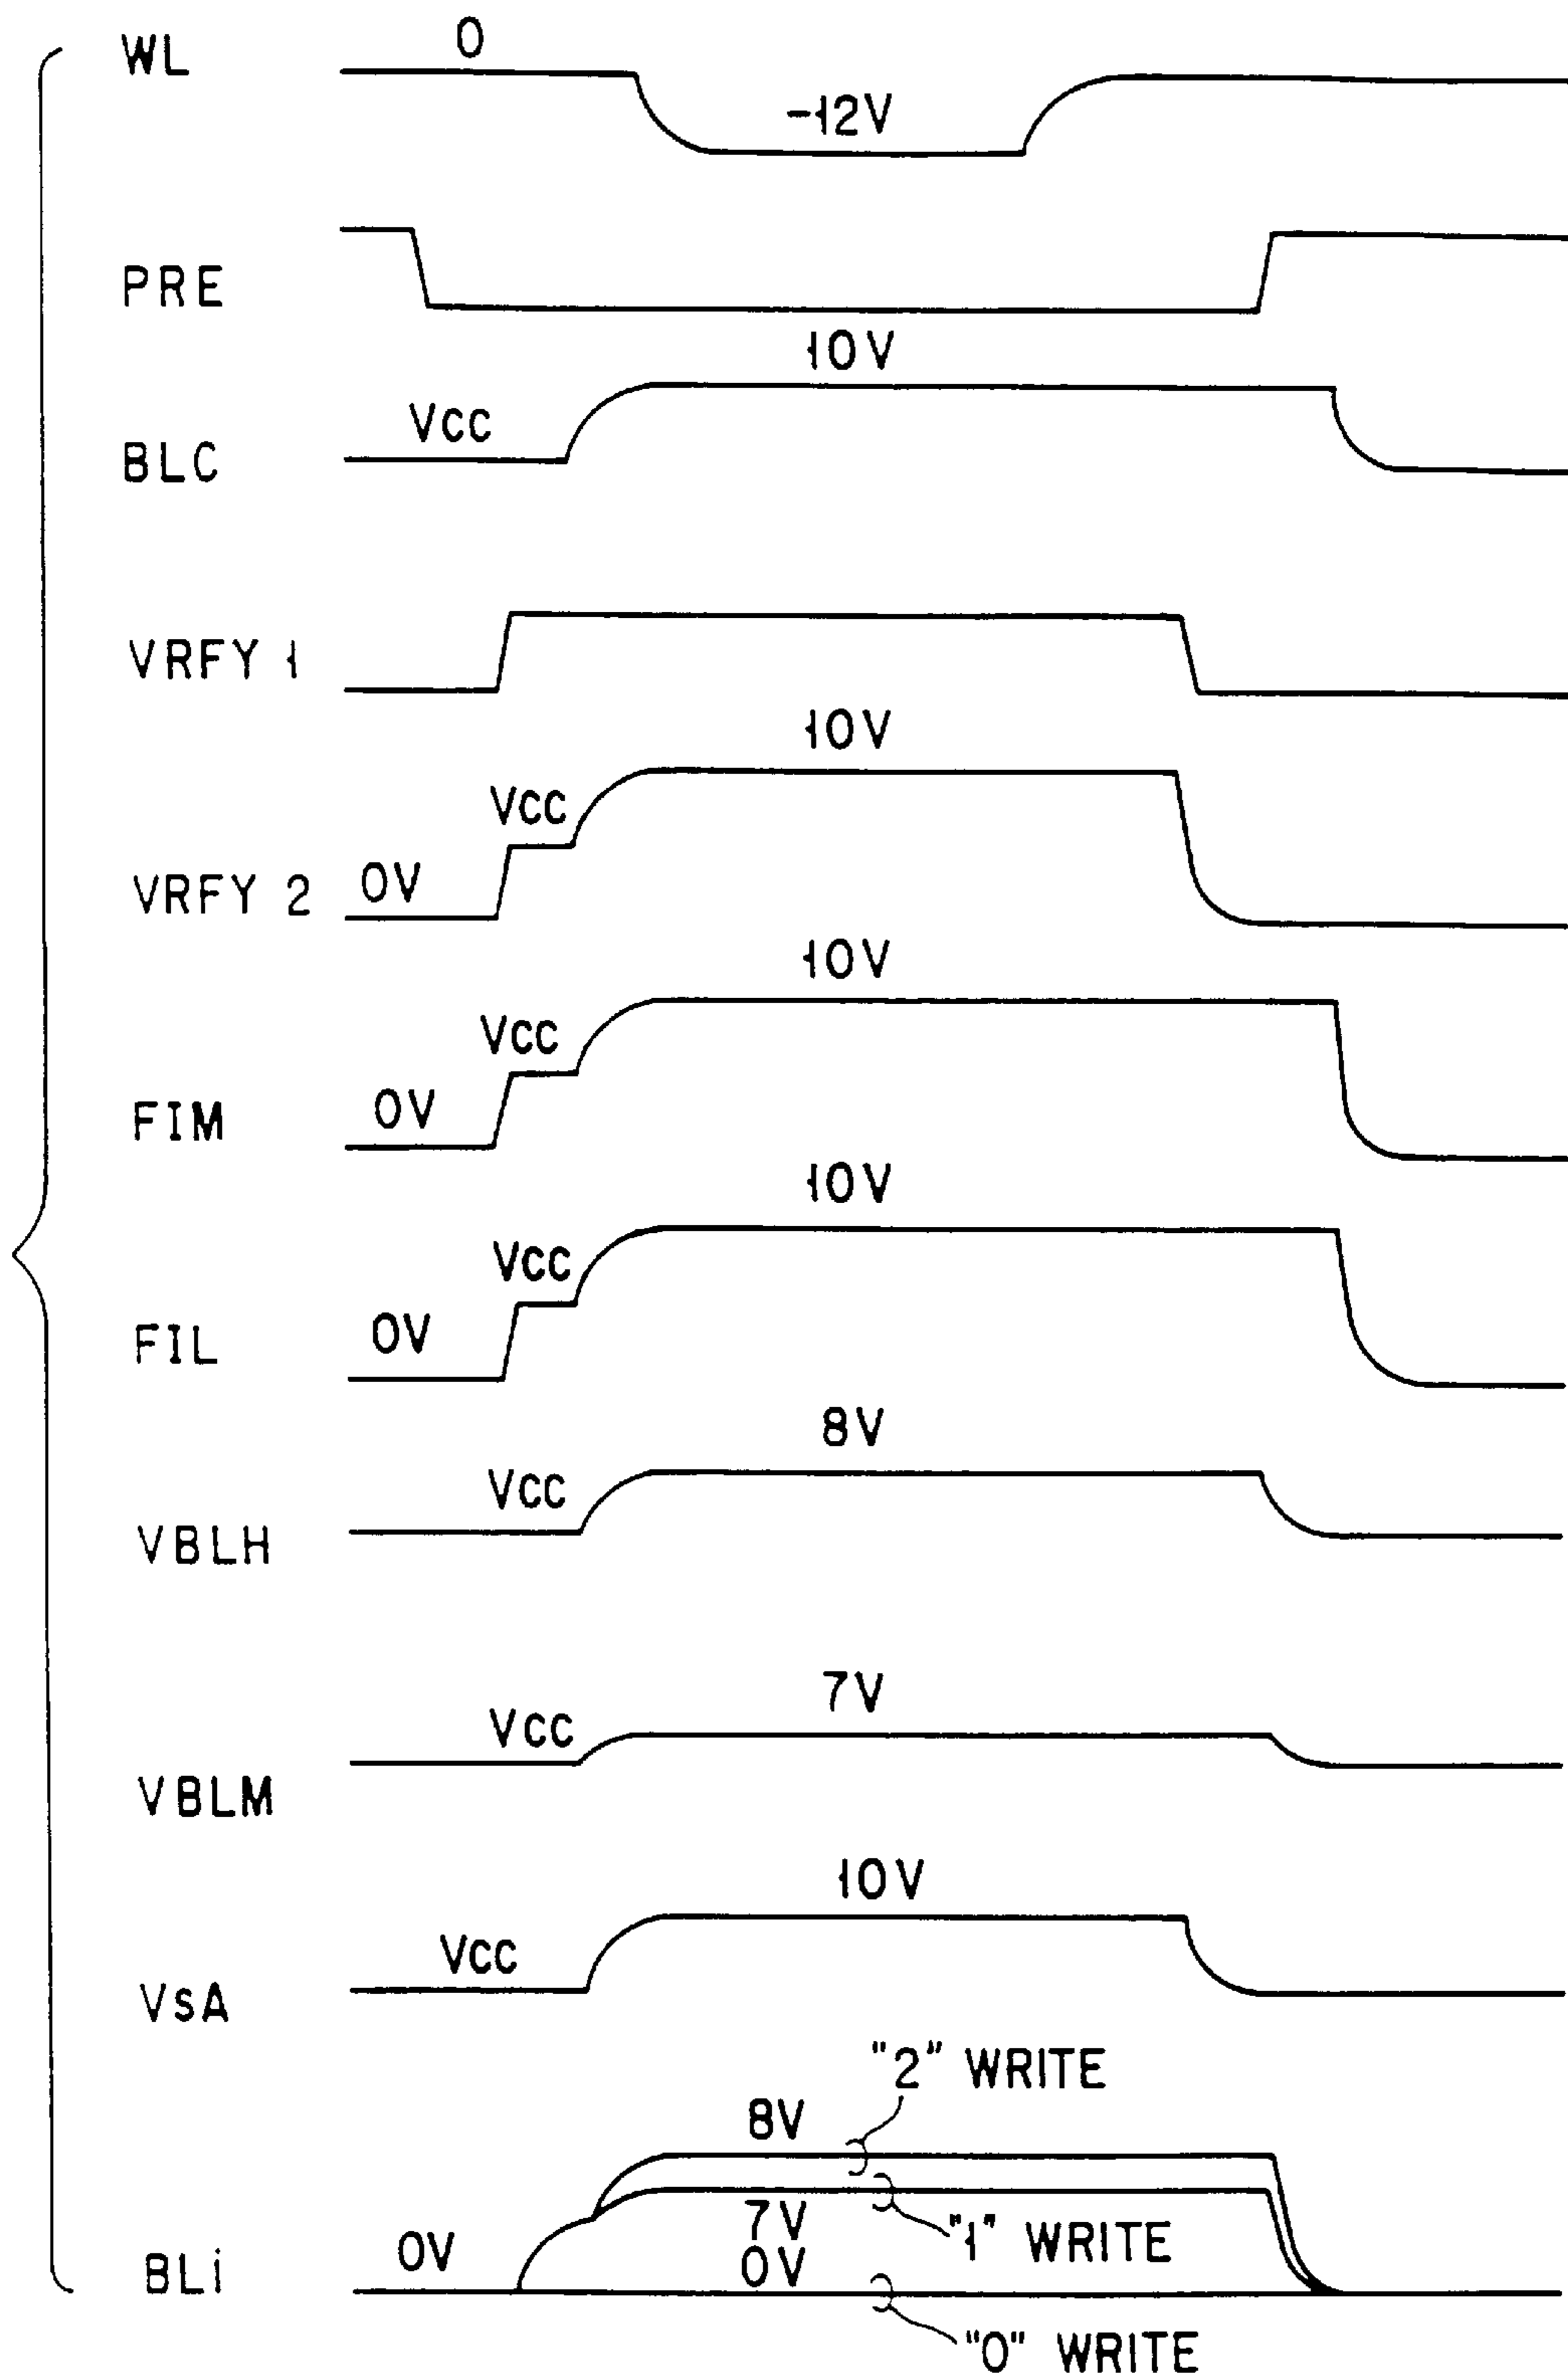 0
WL
-12V
PRE
10V
VCC
BLC
VRFY 1
10V
VCC
0V
VRFY 2
10V
VCC
0V
FIM
10V
VCC
0V
FIL
8V
VCC
VBLH
7V
VCC
VBLM
10V
VCC
VSA
"2" WRITE
8V
7V
"1" WRITE
0V
0V
BLi
"0" WRITE